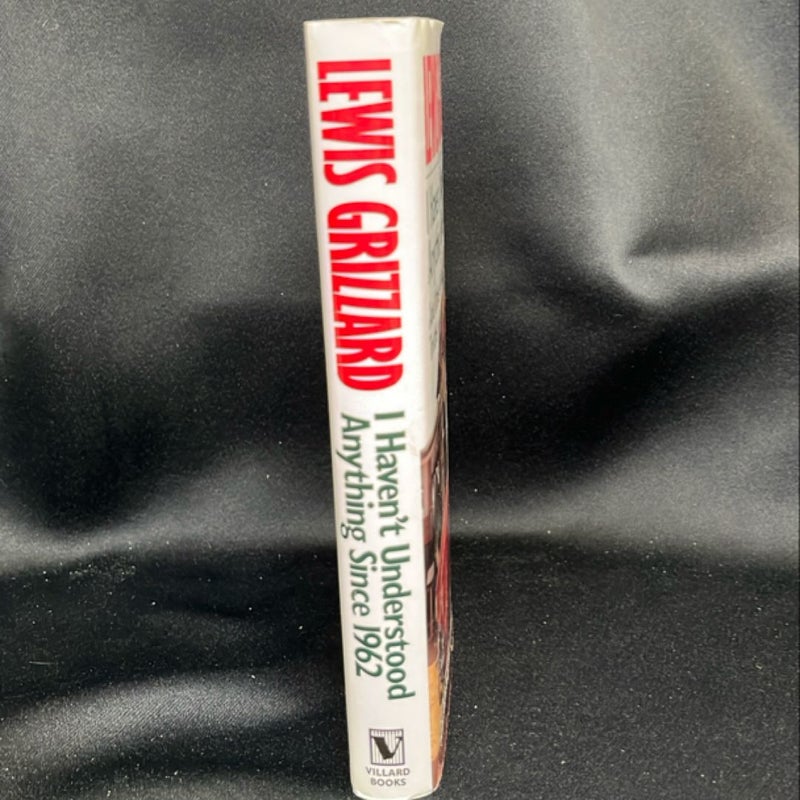 LEWIS GRIZZARD
I Haven't Understood
Anything Since 1962
V
VILLARD
BOOKS